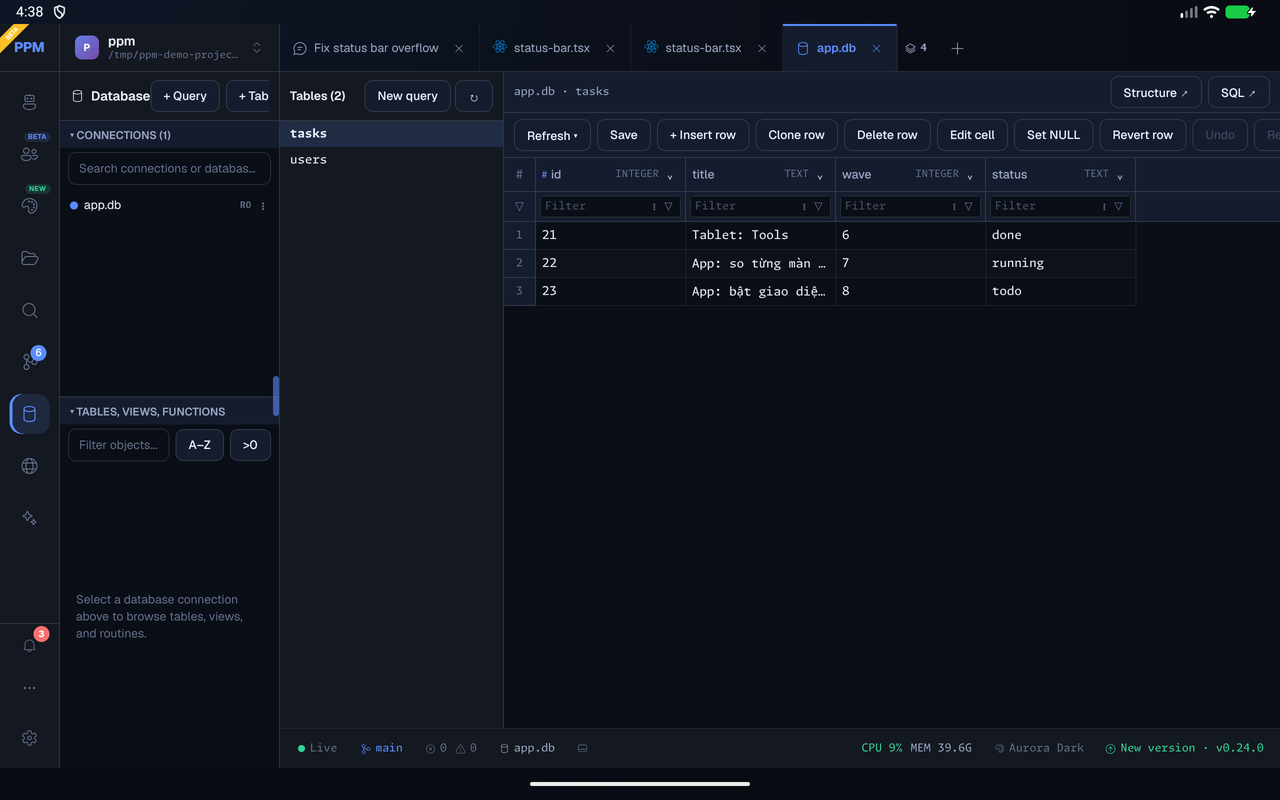 4:38
BETA
PPM
P
ppm
/tmp/ppm-demo-projec…
Fix status bar overflow
status-bar.tsx
status-bar.tsx
app.db
4
Database
+ Query
+ Tab
Tables (2)
New query
app.db · tasks
Structure ↗
SQL ↗
CONNECTIONS (1)
Search connections or databas…
app.db
RO
BETA
NEW
6
3
TABLES, VIEWS, FUNCTIONS
Filter objects…
A–Z
>0
Select a database connection
above to browse tables, views,
and routines.
tasks
users
Refresh ▾
Save
+ Insert row
Clone row
Delete row
Edit cell
Set NULL
Revert row
Undo
Re
# # id INTEGER title TEXT wave INTEGER status TEXT
Filter Filter Filter Filter
1 21 Tablet: Tools 6 done
2 22 App: so từng màn … 7 running
3 23 App: bật giao diệ… 8 todo
Live
main
0
0
app.db
CPU 9% MEM 39.6G
Aurora Dark
New version · v0.24.0